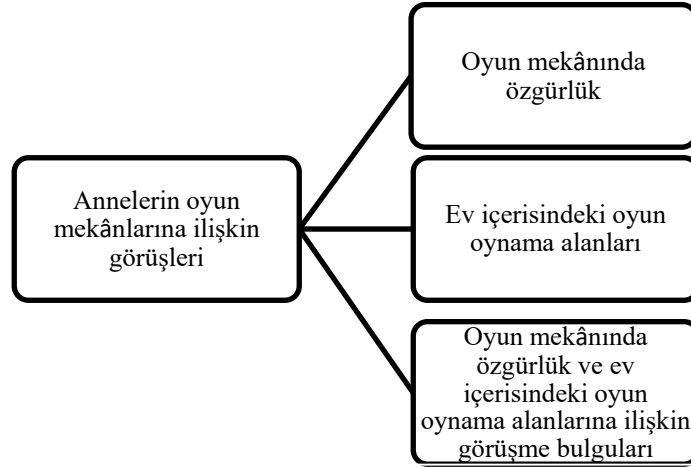 Annelerin oyun
mekânlarına ilişkin
görüşleri
Oyun mekânında
özgürlük
Ev içerisindeki oyun
oynama alanları
Oyun mekânında
özgürlük ve ev
içerisindeki oyun
oynama alanlarına ilişkin
görüşme bulguları